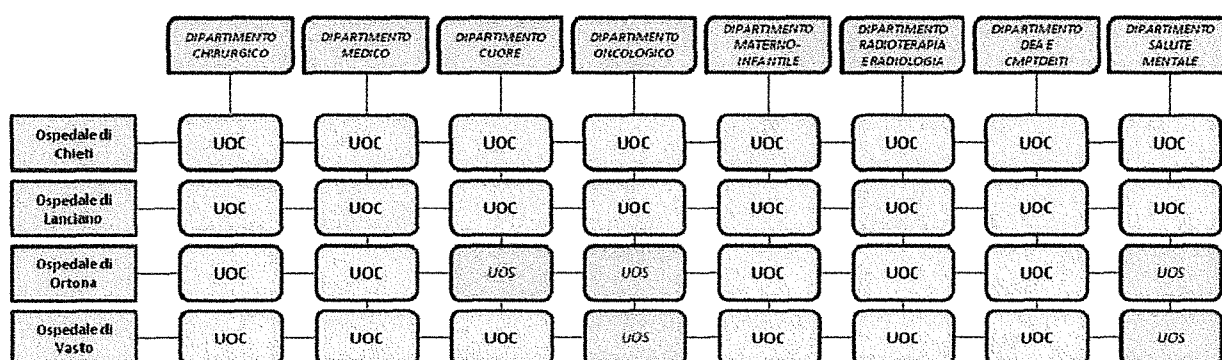 DIPARTIMENTO
CHIRURGICO
DIPARTIMENTO
MEDICO
DIPARTIMENTO
CUORE
DIPARTIMENTO
ONCOLOGICO
DIPARTIMENTO
MATERNO-
INFANTILE
DIPARTIMENTO
RADIOTERAPIA
E RADIOLOGIA
DIPARTIMENTO
DEA E
CMPTDEITI
DIPARTIMENTO
SALUTE
MENTALE
Ospedale di
Chieti
UOC UOC UOC UOC UOC UOC UOC UOC
Ospedale di
Lanciano
UOC UOC UOC UOC UOC UOC UOC UOC
Ospedale di
Ortona
UOC UOC UOS UOS UOC UOC UOC UOS
Ospedale di
Vasto
UOC UOC UOC UOS UOC UOC UOC UOS